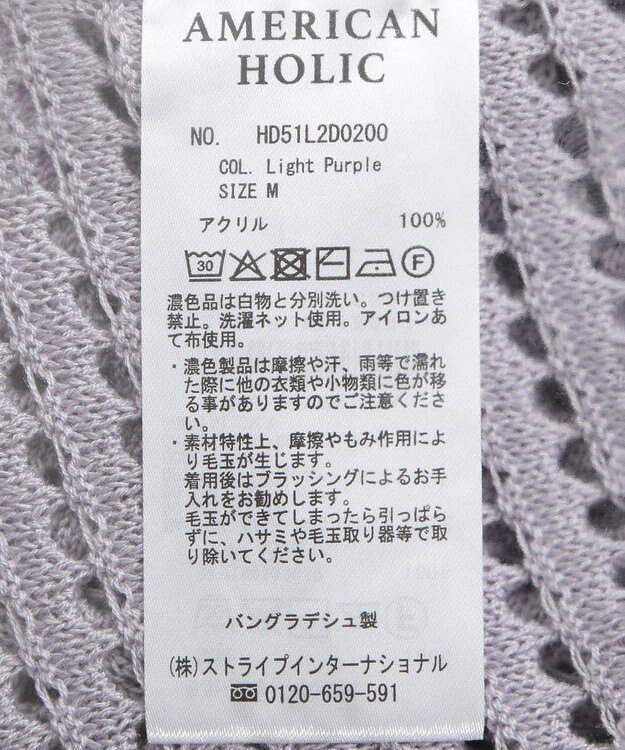 AMERICAN
HOLIC
NO. HD51L2D0200
COL. Light Purple
SIZE M
アクリル 100%
30 F
濃色品は白物と分別洗い。つけ置き
禁止。洗濯ネット使用。アイロンあ
て布使用。
・濃色製品は摩擦や汗、雨等で濡れ
た際に他の衣類や小物類に色が移
る事がありますのでご注意くださ
い。
・素材特性上、摩擦やもみ作用によ
り毛玉が生じます。
着用後はブラッシングによるお手
入れをお勧めします。
毛玉ができてしまったら引っぱら
ずに、ハサミや毛玉取り器等で取
り除いてください。
バングラデシュ製
(株)ストライプインターナショナル
0120-659-591